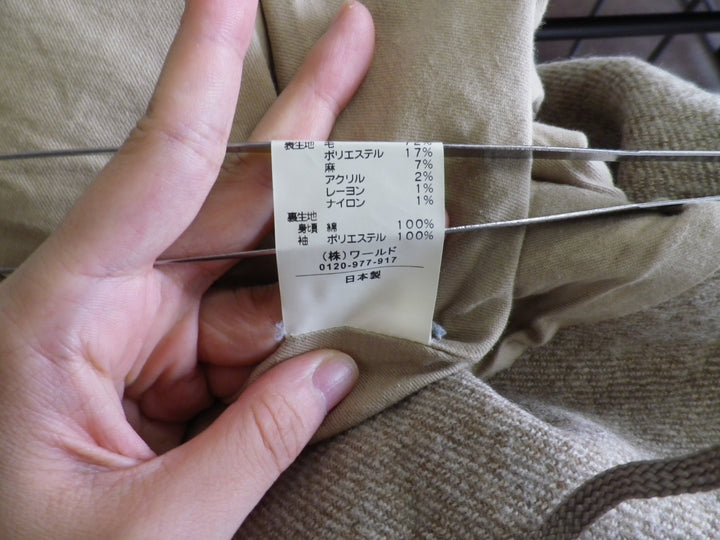 表生地 毛 72%
ポリエステル 17%
麻 7%
アクリル 2%
レーヨン 1%
ナイロン 1%
裏生地
身頃 綿 100%
袖 ポリエステル 100%
(株)ワールド
0120-977-917
日本製